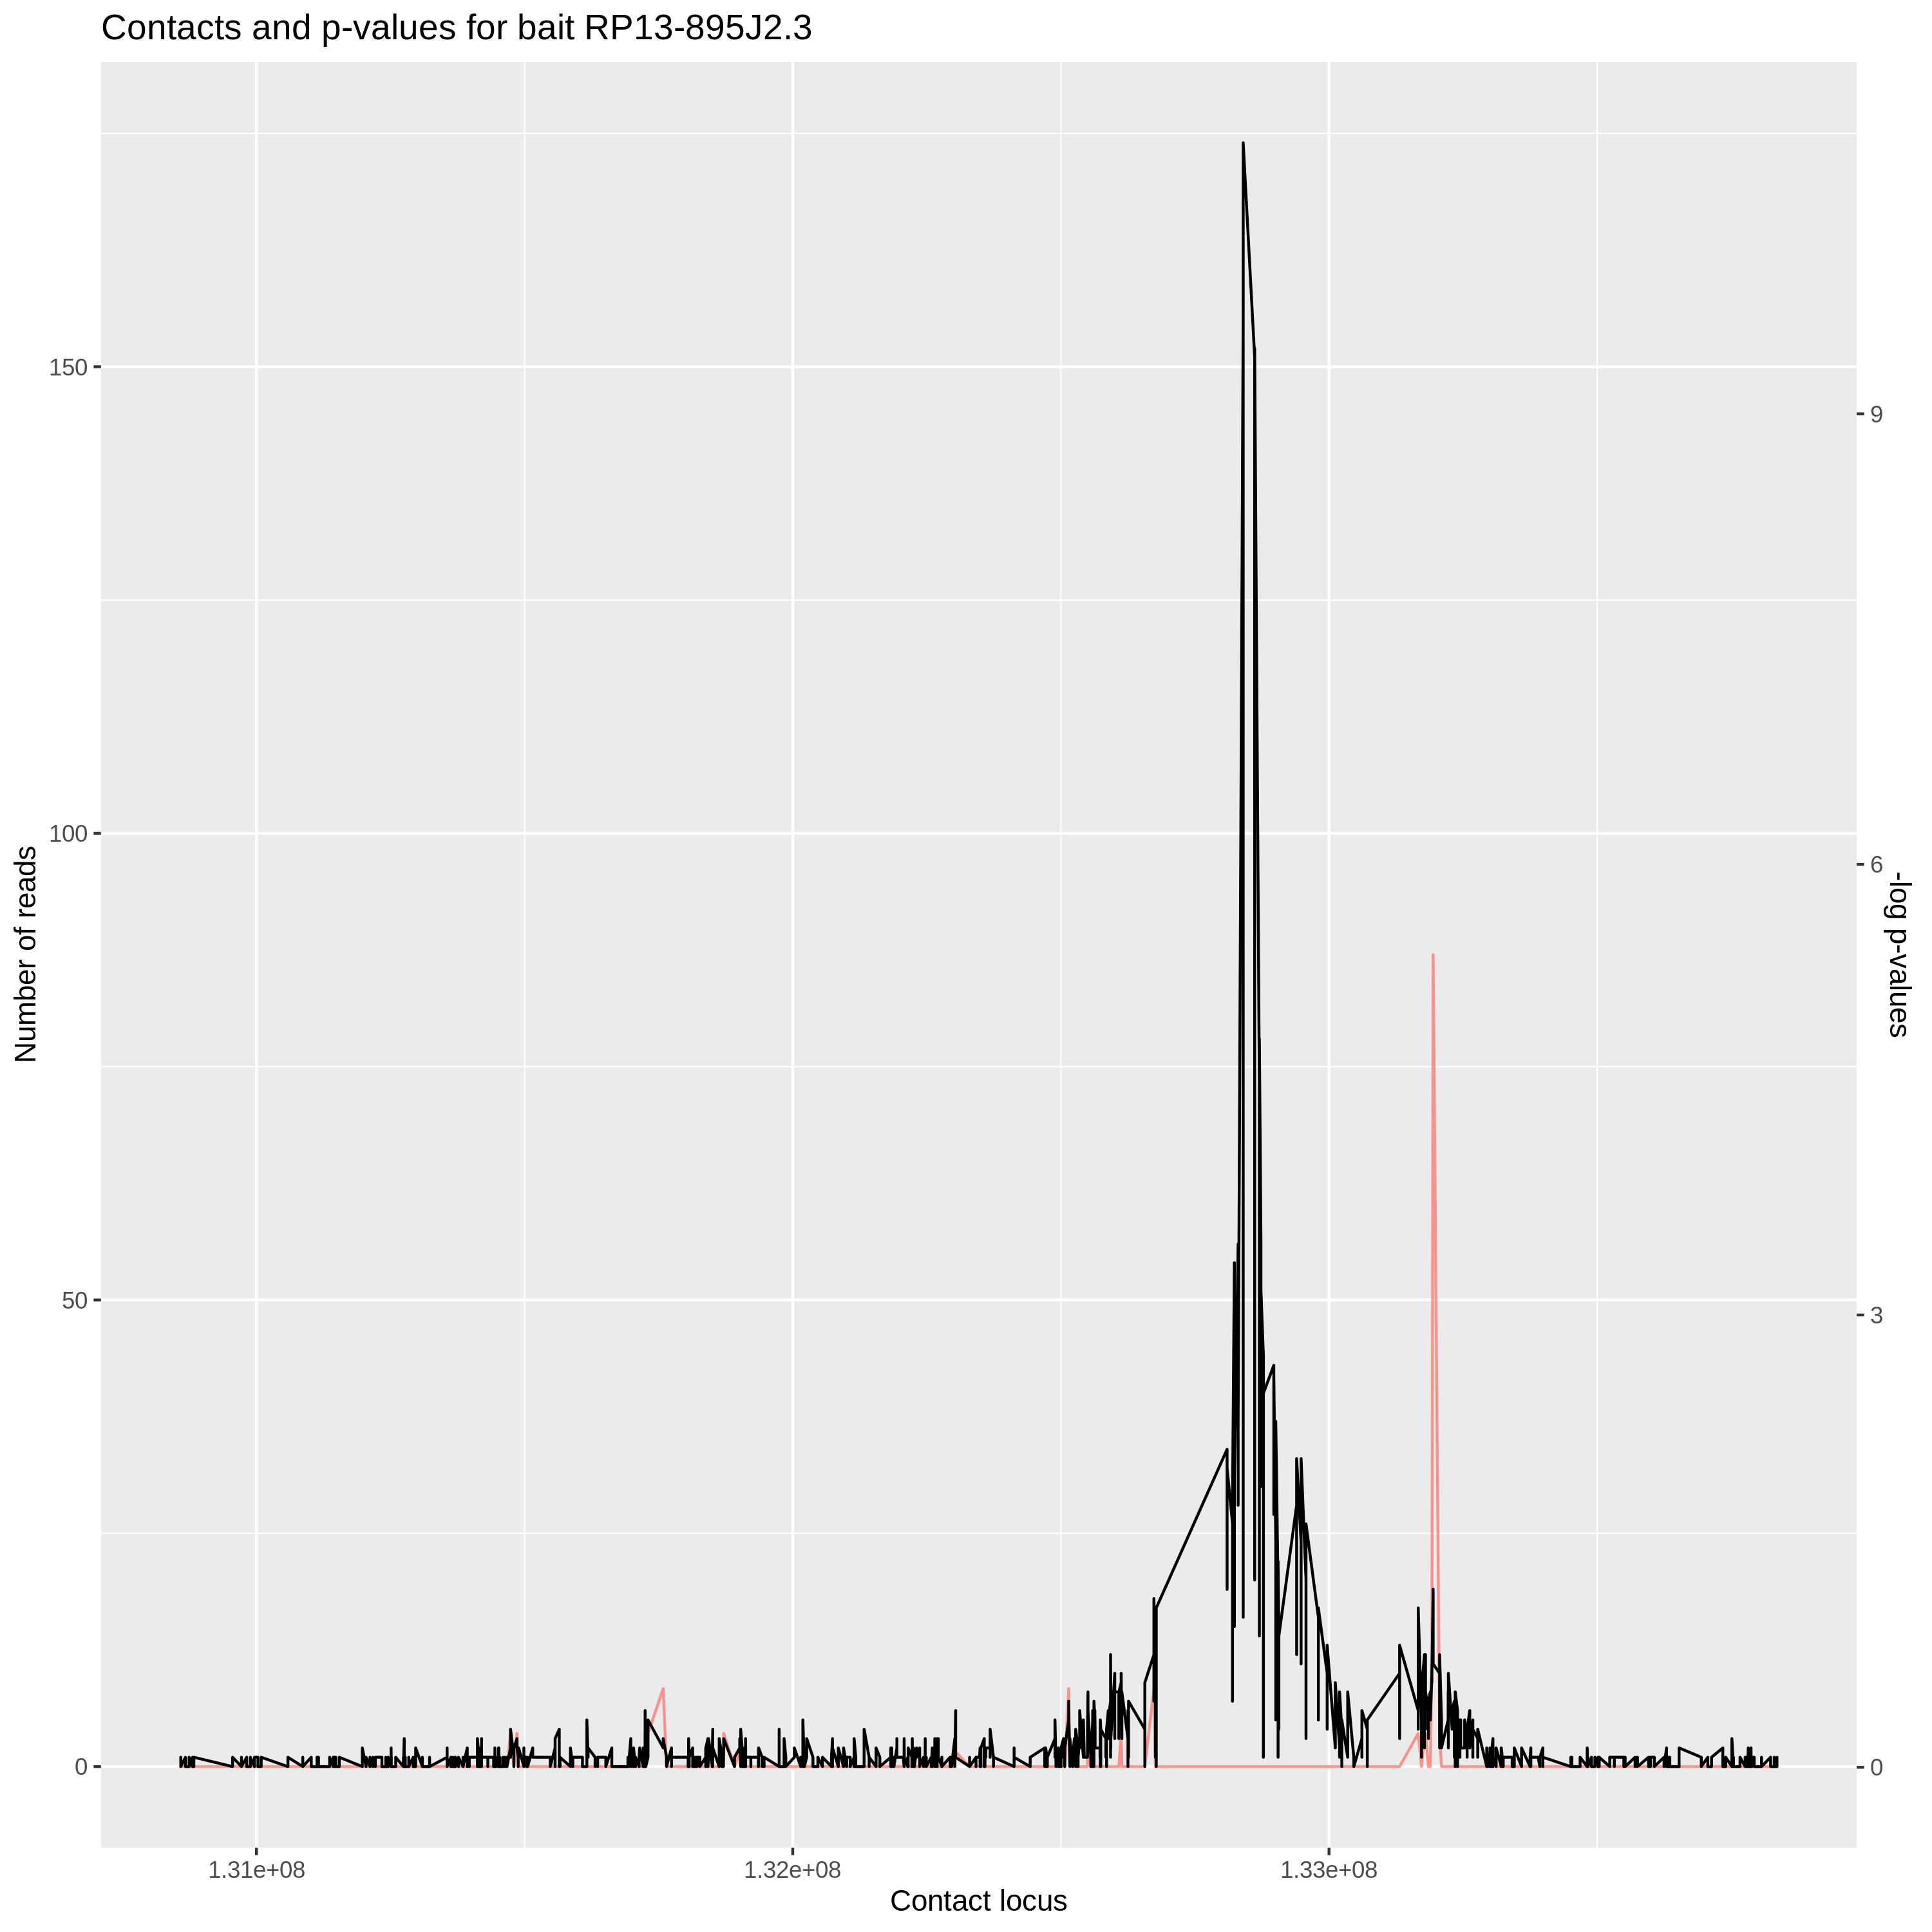 Contacts and p-values for bait RP13-895J2.3
150
100
50
0
Number of reads
9
6
3
0
-log p-values
1.31e+08
1.32e+08
1.33e+08
Contact locus